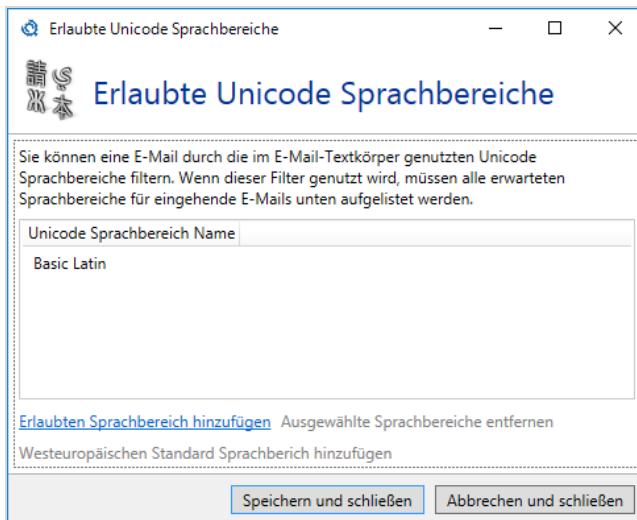 Erlaubte Unicode Sprachbereiche
Erlaubte Unicode Sprachbereiche
Sie können eine E-Mail durch die im E-Mail-Textkörper genutzten Unicode
Sprachbereiche filtern. Wenn dieser Filter genutzt wird, müssen alle erwarteten
Sprachbereiche für eingehende E-Mails unten aufgelistet werden.
Unicode Sprachbereich Name
Basic Latin
Erlaubten Sprachbereich hinzufügen Ausgewählte Sprachbereiche entfernen
Westeuropäischen Standard Sprachberich hinzufügen
Speichern und schließen Abbrechen und schließen